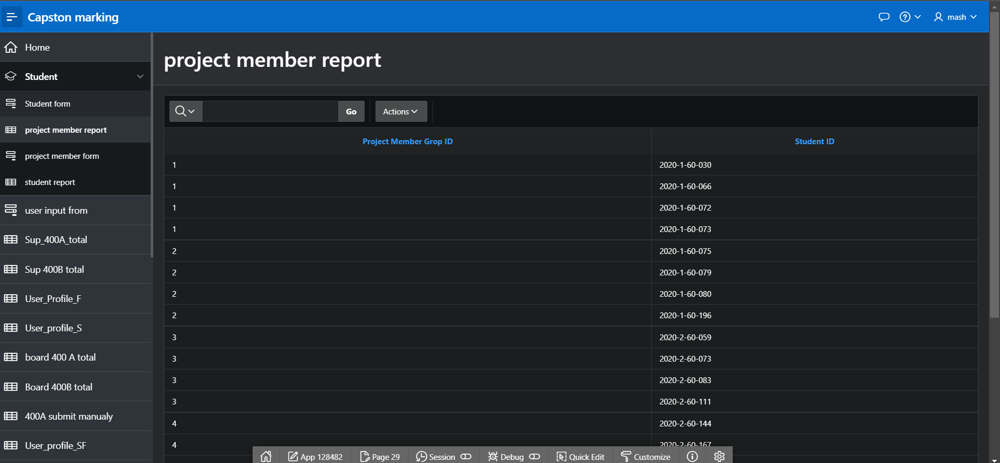 Capston marking
mash
Home
Student
Student form
project member report
project member form
student report
user input from
Sup_400A_total
Sup 400B total
User_Profile_F
User_profile_S
board 400 A total
Board 400B total
400A submit manualy
User_profile_SF
project member report
Go
Actions
Project Member Grop ID Student ID
1 2020-1-60-030
1 2020-1-60-066
1 2020-1-60-072
1 2020-1-60-073
2 2020-1-60-075
2 2020-1-60-079
2 2020-1-60-080
2 2020-1-60-196
3 2020-2-60-059
3 2020-2-60-073
3 2020-2-60-083
3 2020-2-60-111
4 2020-2-60-144
4 2020-2-60-167
App 128482 Page 29 Session Debug Quick Edit Customize